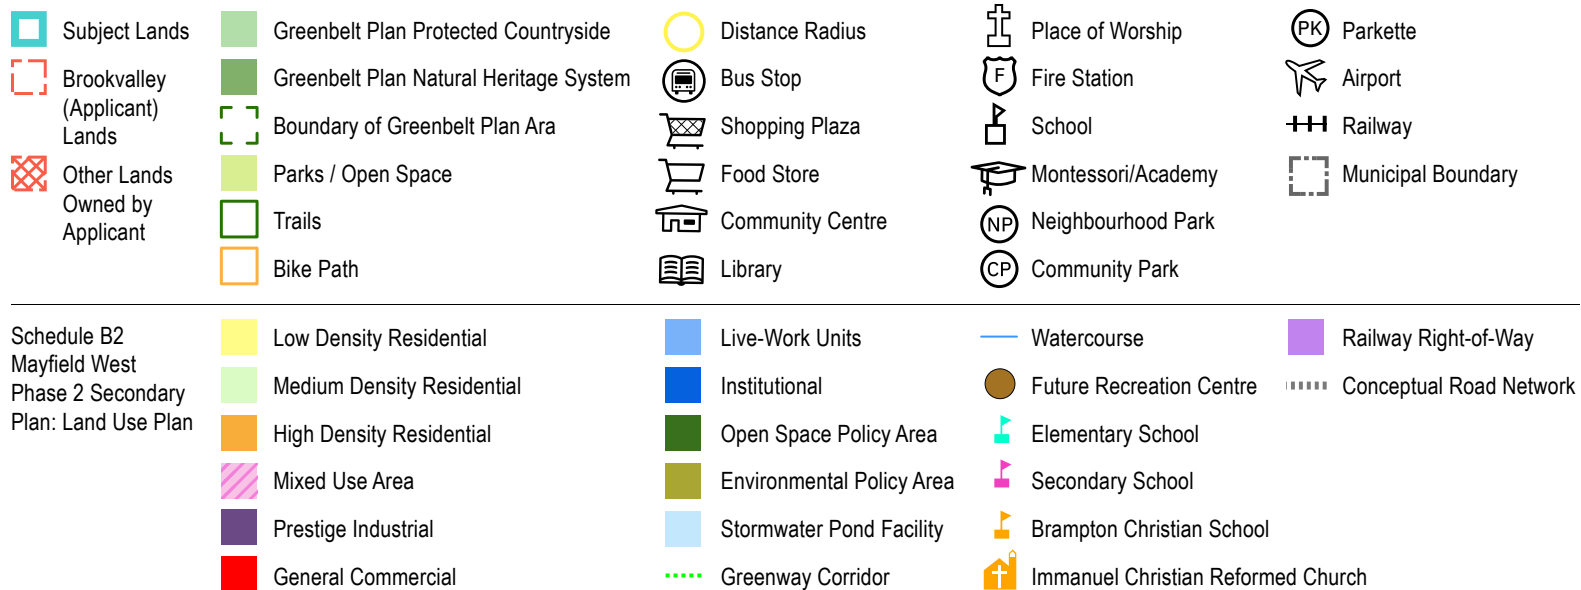 Subject Lands
Brookvalley
(Applicant)
Lands
Other Lands
Owned by
Applicant
Greenbelt Plan Protected Countryside
Greenbelt Plan Natural Heritage System
Boundary of Greenbelt Plan Ara
Parks / Open Space
Trails
Bike Path
Distance Radius
Bus Stop
Shopping Plaza
Food Store
Community Centre
Library
Place of Worship
F Fire Station
School
Montessori/Academy
NP Neighbourhood Park
CP Community Park
PK Parkette
Airport
Railway
Municipal Boundary
Schedule B2
Mayfield West
Phase 2 Secondary
Plan: Land Use Plan
Low Density Residential
Medium Density Residential
High Density Residential
Mixed Use Area
Prestige Industrial
General Commercial
Live-Work Units
Institutional
Open Space Policy Area
Environmental Policy Area
Stormwater Pond Facility
Greenway Corridor
Watercourse
Future Recreation Centre
Elementary School
Secondary School
Brampton Christian School
Immanuel Christian Reformed Church
Railway Right-of-Way
Conceptual Road Network